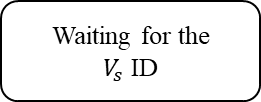 Waiting for the
Vₛ ID